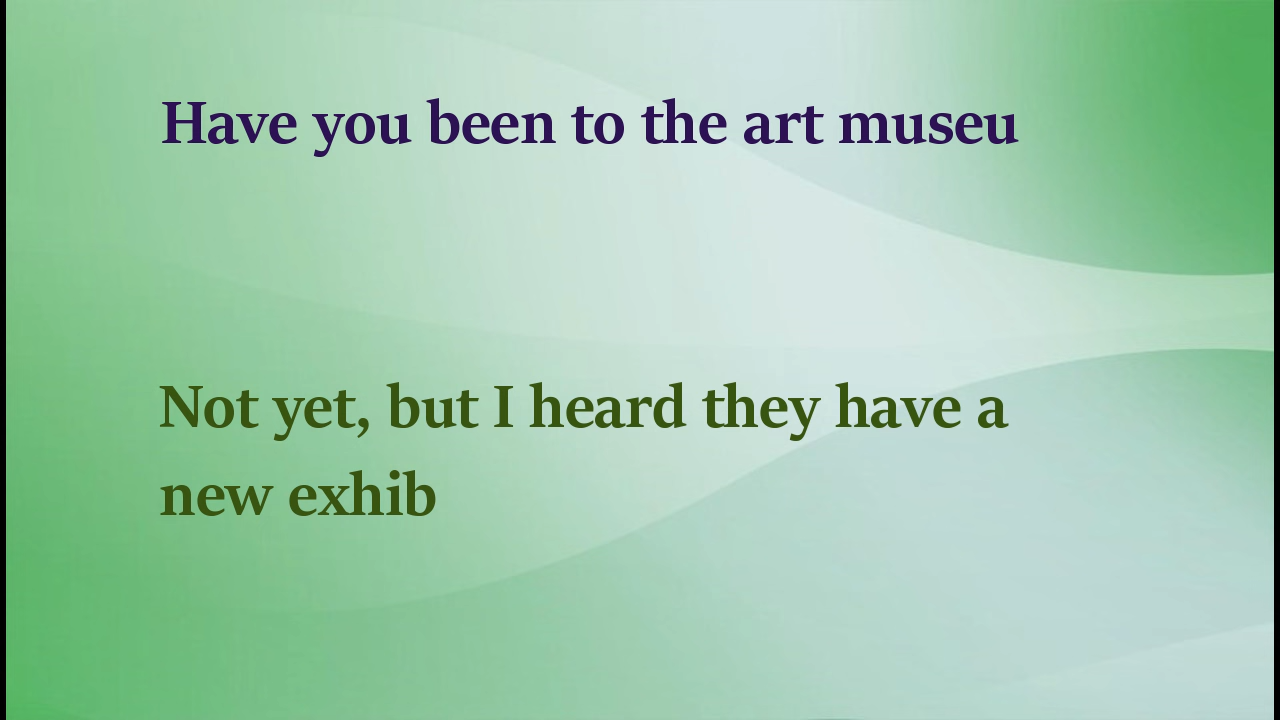 Have you been to the art museu
Not yet, but I heard they have a
new exhib